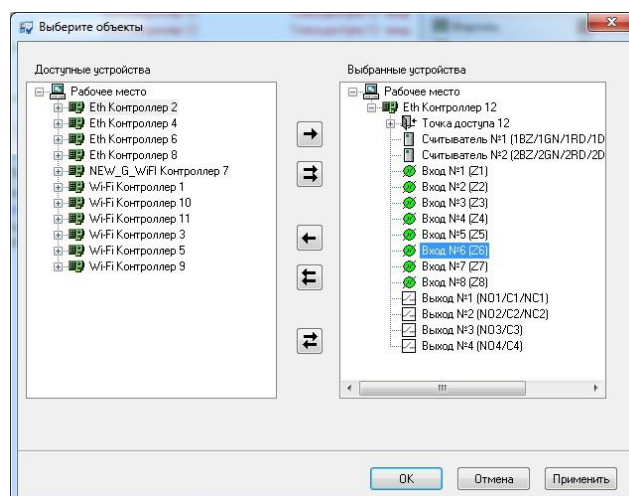 Выберите объекты
Доступные устройства
Рабочее место
Eth Контроллер 2
Eth Контроллер 4
Eth Контроллер 6
Eth Контроллер 8
NEW_G_WiFI Контроллер 7
Wi-Fi Контроллер 1
Wi-Fi Контроллер 10
Wi-Fi Контроллер 11
Wi-Fi Контроллер 3
Wi-Fi Контроллер 5
Wi-Fi Контроллер 9
Выбранные устройства
Рабочее место
Eth Контроллер 12
Точка доступа 12
Считыватель №1 (1BZ/1GN/1RD/1D
Считыватель №2 (2BZ/2GN/2RD/2D
Вход №1 (Z1)
Вход №2 (Z2)
Вход №3 (Z3)
Вход №4 (Z4)
Вход №5 (Z5)
Вход №6 (Z6)
Вход №7 (Z7)
Вход №8 (Z8)
Выход №1 (NO1/C1/NC1)
Выход №2 (NO2/C2/NC2)
Выход №3 (NO3/C3)
Выход №4 (NO4/C4)
OK
Отмена
Применить